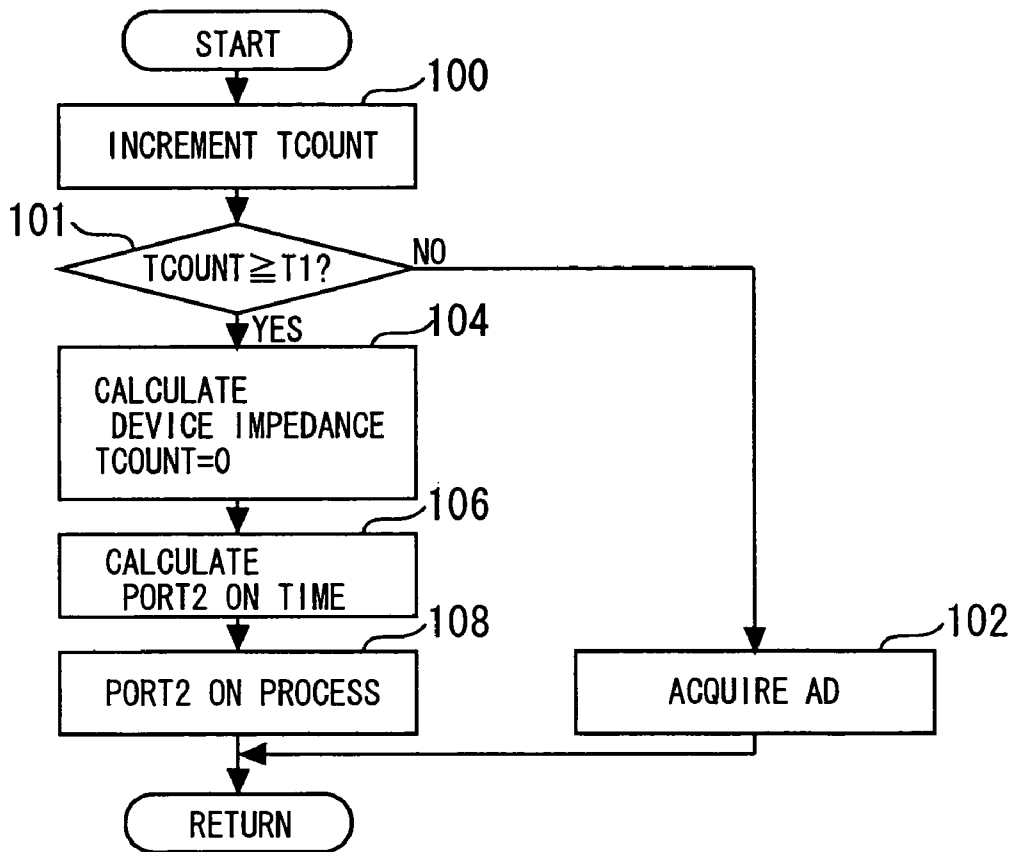 START
100
INCREMENT TCOUNT
101
TCOUNT≧T1?
NO
YES
104
CALCULATE
DEVICE IMPEDANCE
TCOUNT=0
106
CALCULATE
PORT2 ON TIME
108
PORT2 ON PROCESS
102
ACQUIRE AD
RETURN